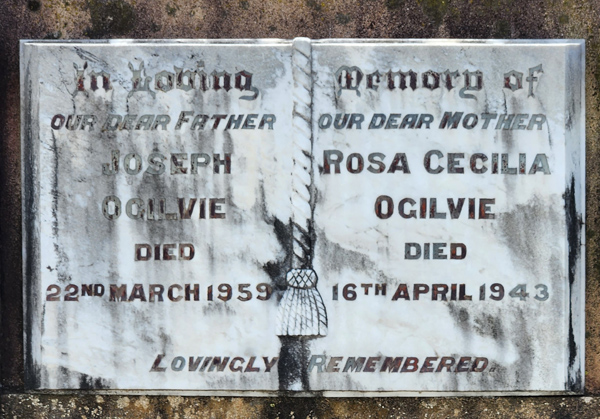 In Loving Memory of
OUR DEAR FATHER
JOSEPH
OGILVIE
DIED
22ND MARCH 1959
OUR DEAR MOTHER
ROSA CECILIA
OGILVIE
DIED
16TH APRIL 1943
LOVINGLY REMEMBERED.